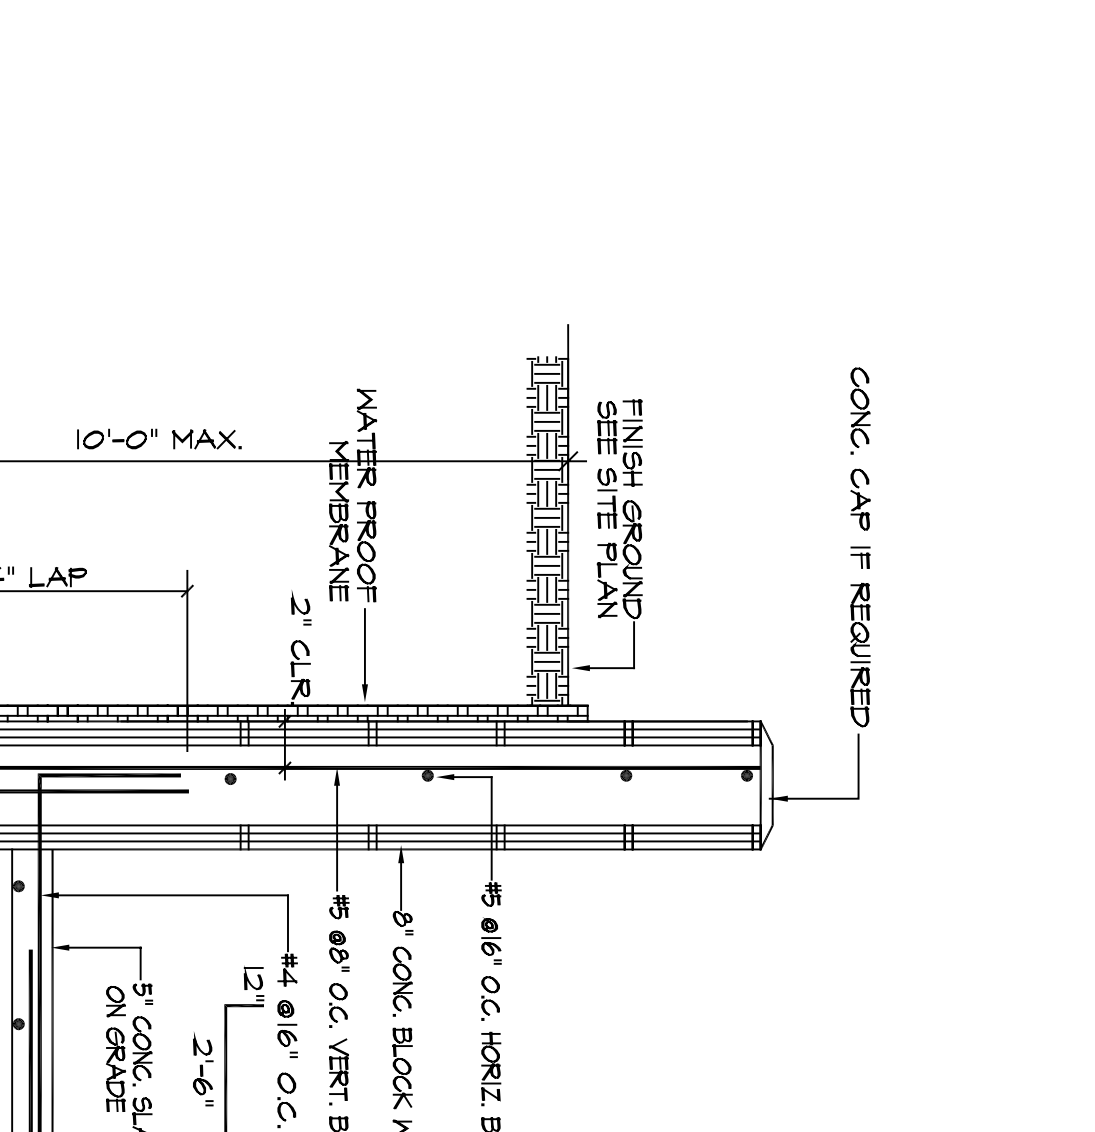 CONC. CAP IF REQUIRED
FINISH GROUND
SEE SITE PLAN
WATER PROOF
MEMBRANE
10'-0" MAX.
" LAP
2" CLR.
#5 @16" O.C. HORIZ. B
8" CONC. BLOCK
#5 @8" O.C. VERT. B
#4 @16" O.C.
12"
2'-6"
5" CONC. SLA
ON GRADE